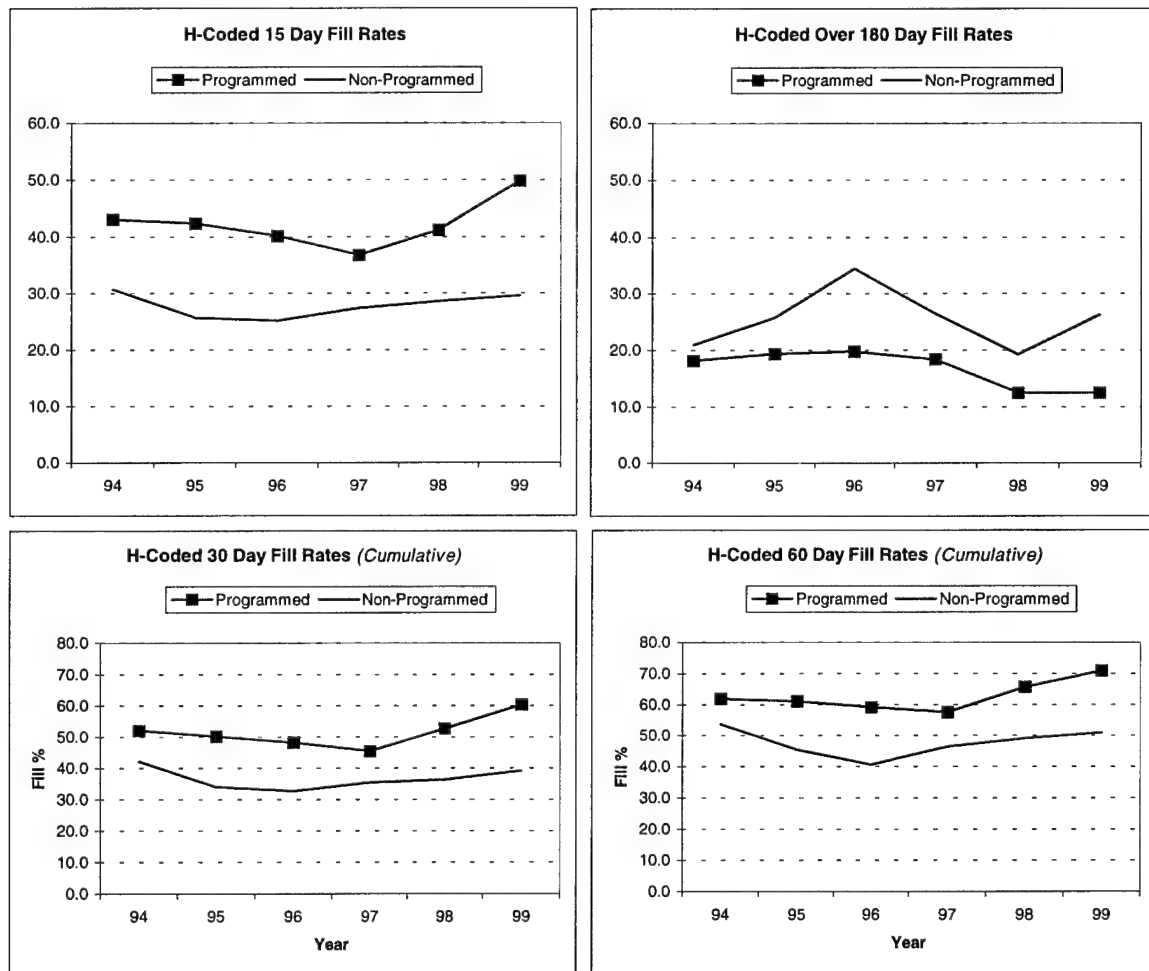 H-Coded 15 Day Fill Rates
Programmed Non-Programmed
60.0
50.0
40.0
30.0
20.0
10.0
0.0
94 95 96 97 98 99
H-Coded Over 180 Day Fill Rates
Programmed Non-Programmed
60.0
50.0
40.0
30.0
20.0
10.0
0.0
94 95 96 97 98 99
H-Coded 30 Day Fill Rates (Cumulative)
Programmed Non-Programmed
Fill %
80.0
70.0
60.0
50.0
40.0
30.0
20.0
10.0
0.0
94 95 96 97 98 99
Year
H-Coded 60 Day Fill Rates (Cumulative)
Programmed Non-Programmed
Fill %
80.0
70.0
60.0
50.0
40.0
30.0
20.0
10.0
0.0
94 95 96 97 98 99
Year